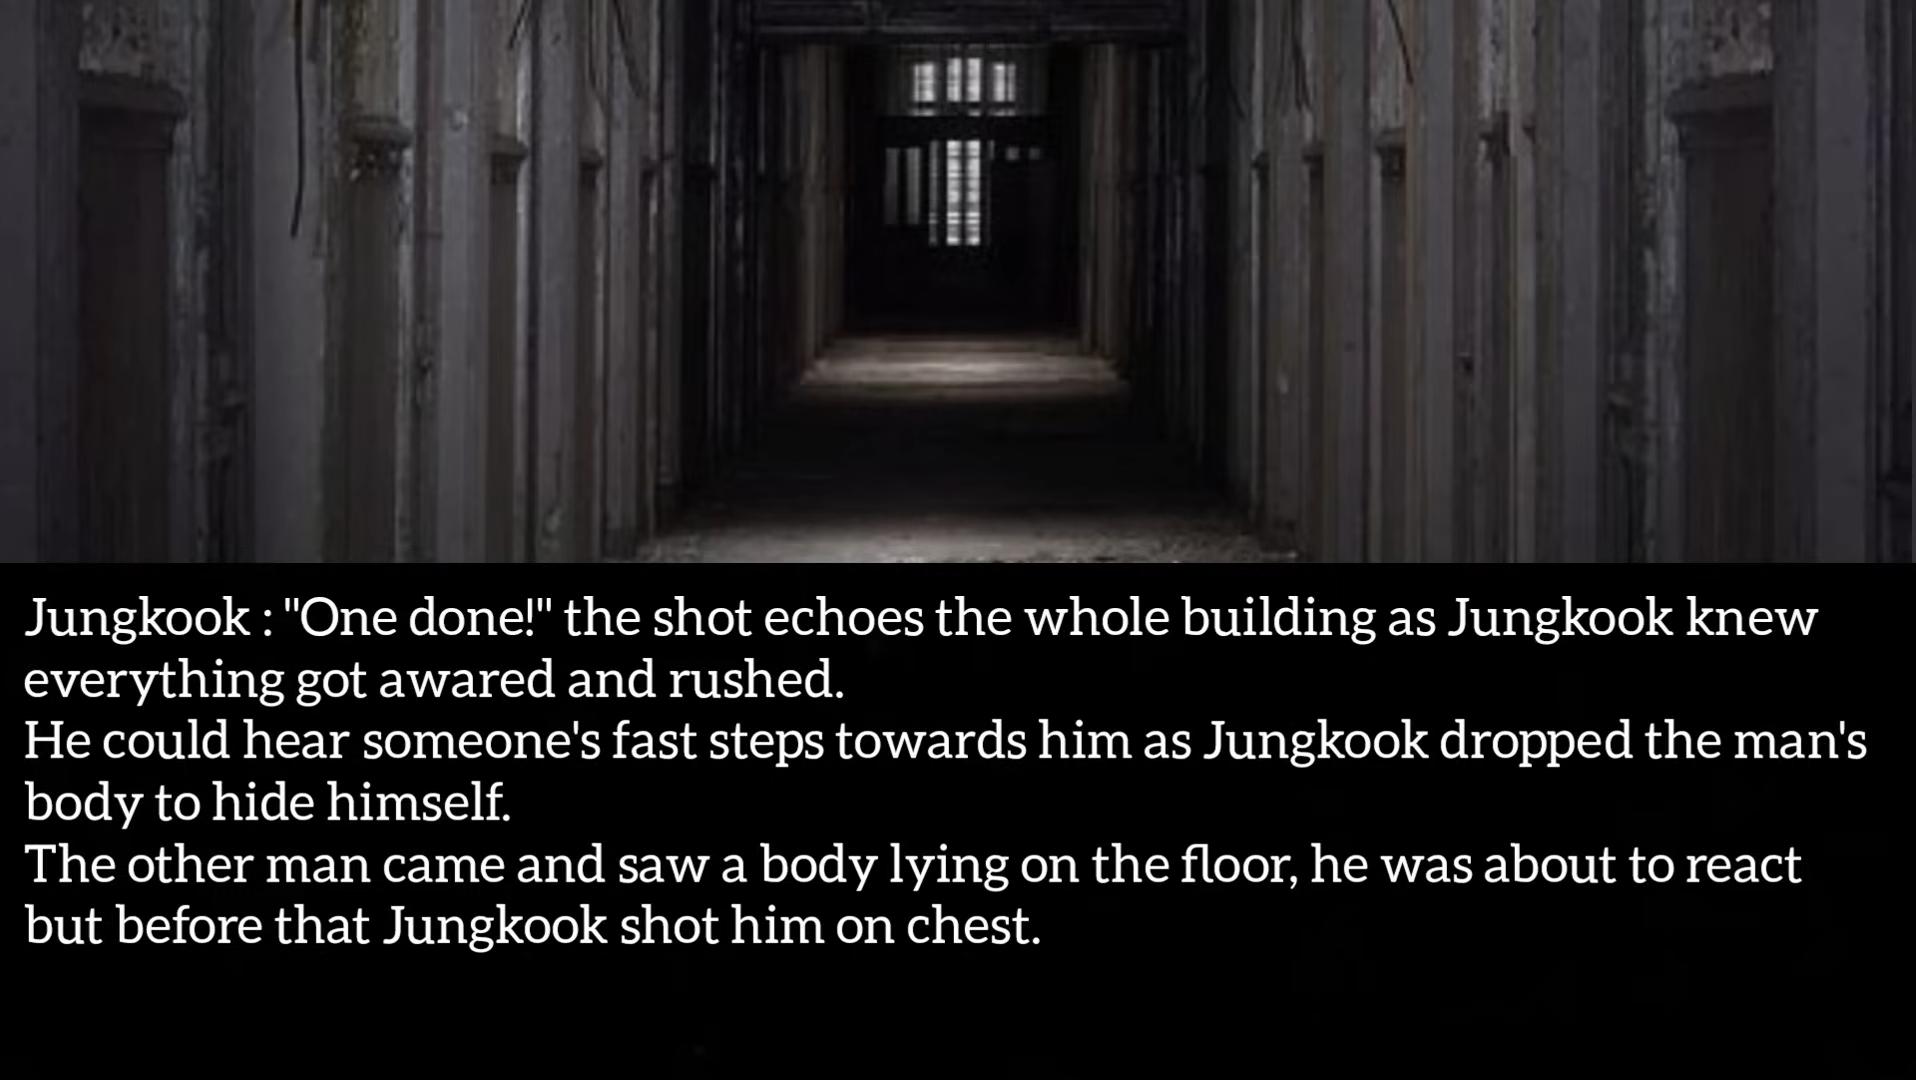 Jungkook : "One done!" the shot echoes the whole building as Jungkook knew
everything got awared and rushed.
He could hear someone's fast steps towards him as Jungkook dropped the man's
body to hide himself.
The other man came and saw a body lying on the floor, he was about to react
but before that Jungkook shot him on chest.